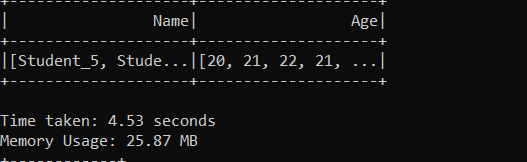 +--------------------+--------------------+
|                Name|                 Age|
+--------------------+--------------------+
|[Student_5, Stude...|[20, 21, 22, 21, ...|
+--------------------+--------------------+
Time taken: 4.53 seconds
Memory Usage: 25.87 MB
+------------+